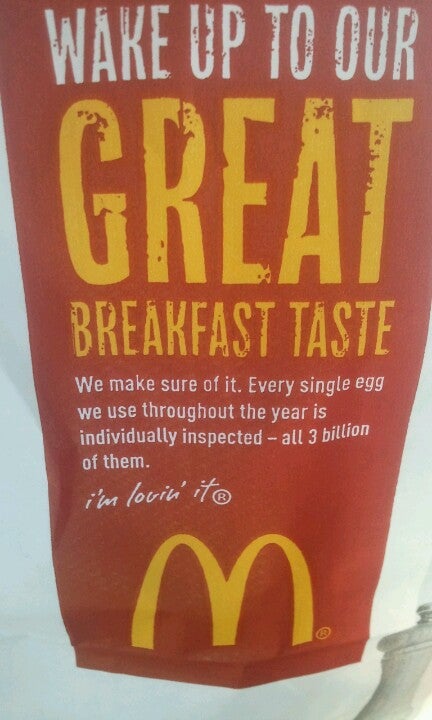 WAKE UP TO OUR
GREAT
BREAKFAST TASTE
We make sure of it. Every single egg
we use throughout the year is
individually inspected – all 3 billion
of them.
i'm lovin' it®
M®